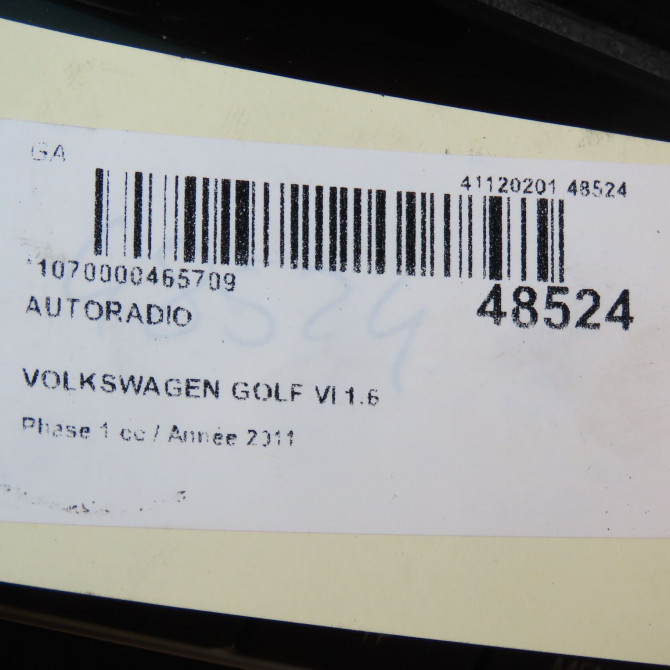 GA
41120201 48524
*1070000465709
48524
AUTORADIO
VOLKSWAGEN GOLF VI 1.6
Phase 1 cc / Année 2011